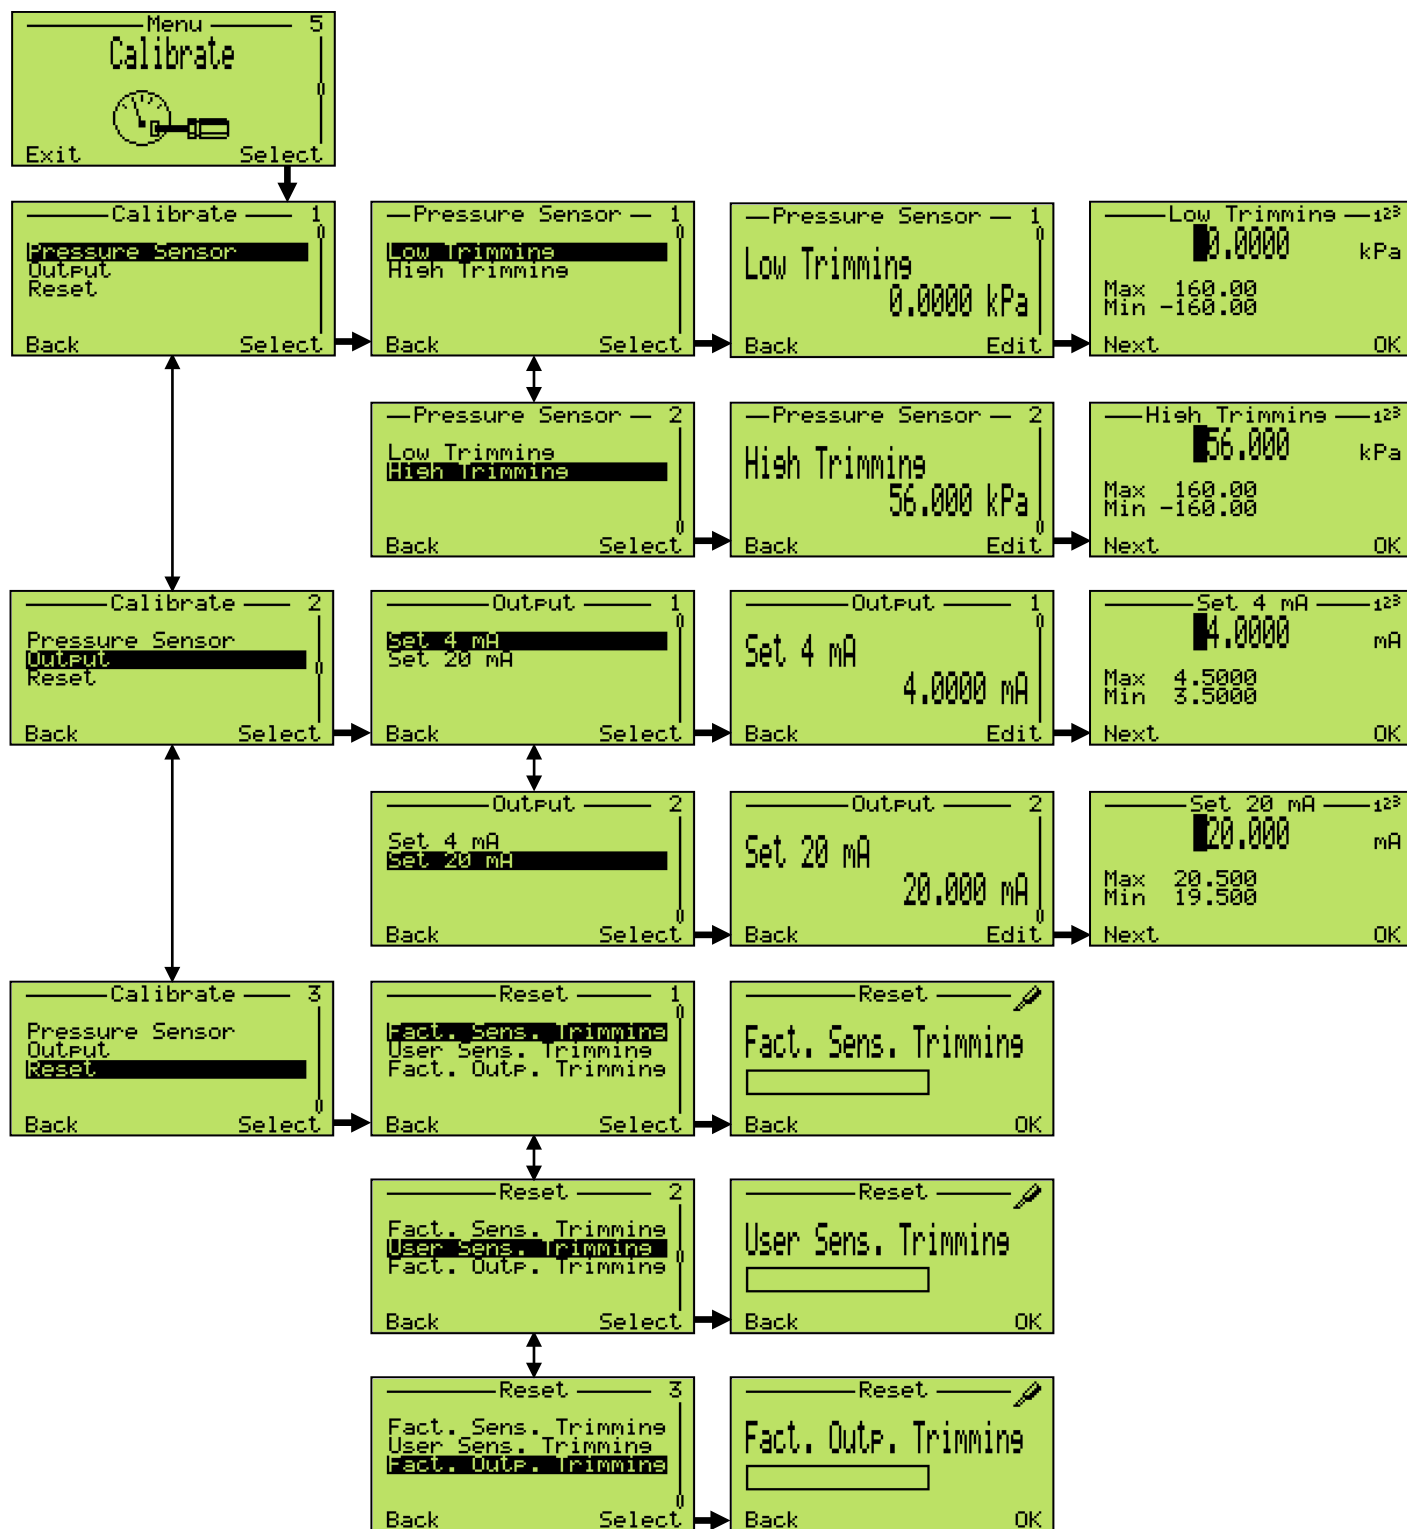 Menu 5
Calibrate
Exit Select
Calibrate 1
Pressure Sensor
Output
Reset
Back Select
Pressure Sensor 1
Low Trimming
High Trimming
Back Select
Pressure Sensor 1
Low Trimming
0.0000 kPa
Back Edit
Low Trimming 123
0.0000 kPa
Max 160.00
Min -160.00
Next OK
Pressure Sensor 2
Low Trimming
High Trimming
Back Select
Pressure Sensor 2
High Trimming
56.000 kPa
Back Edit
High Trimming 123
56.000 kPa
Max 160.00
Min -160.00
Next OK
Calibrate 2
Pressure Sensor
Output
Reset
Back Select
Output 1
Set 4 mA
Set 20 mA
Back Select
Output 1
Set 4 mA
4.0000 mA
Back Edit
Set 4 mA 123
4.0000 mA
Max 4.5000
Min 3.5000
Next OK
Output 2
Set 4 mA
Set 20 mA
Back Select
Output 2
Set 20 mA
20.000 mA
Back Edit
Set 20 mA 123
20.000 mA
Max 20.500
Min 19.500
Next OK
Calibrate 3
Pressure Sensor
Output
Reset
Back Select
Reset 1
Fact. Sens. Trimming
User Sens. Trimming
Fact. Outp. Trimming
Back Select
Reset
Fact. Sens. Trimming
Back OK
Reset 2
Fact. Sens. Trimming
User Sens. Trimming
Fact. Outp. Trimming
Back Select
Reset
User Sens. Trimming
Back OK
Reset 3
Fact. Sens. Trimming
User Sens. Trimming
Fact. Outp. Trimming
Back Select
Reset
Fact. Outp. Trimming
Back OK